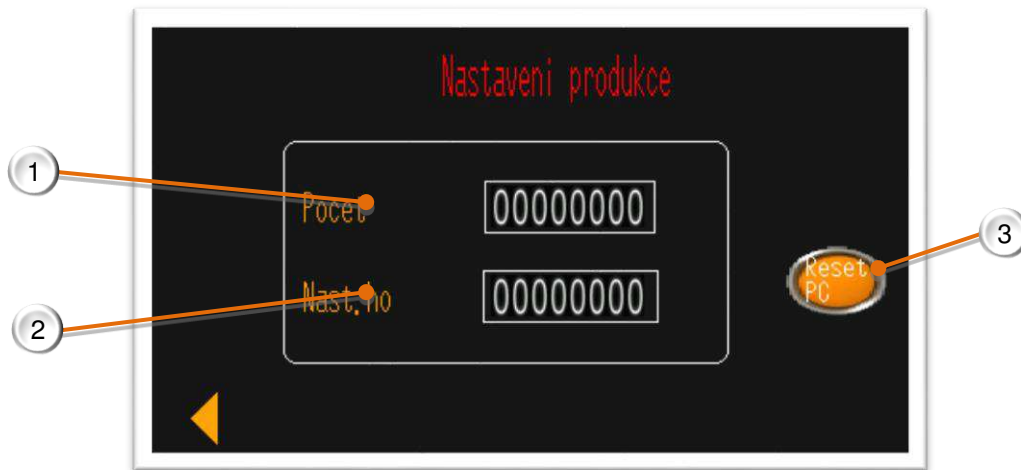 Nastaveni produkce
1
Pocet
00000000
3
Reset
PC
2
Nast.ho
00000000